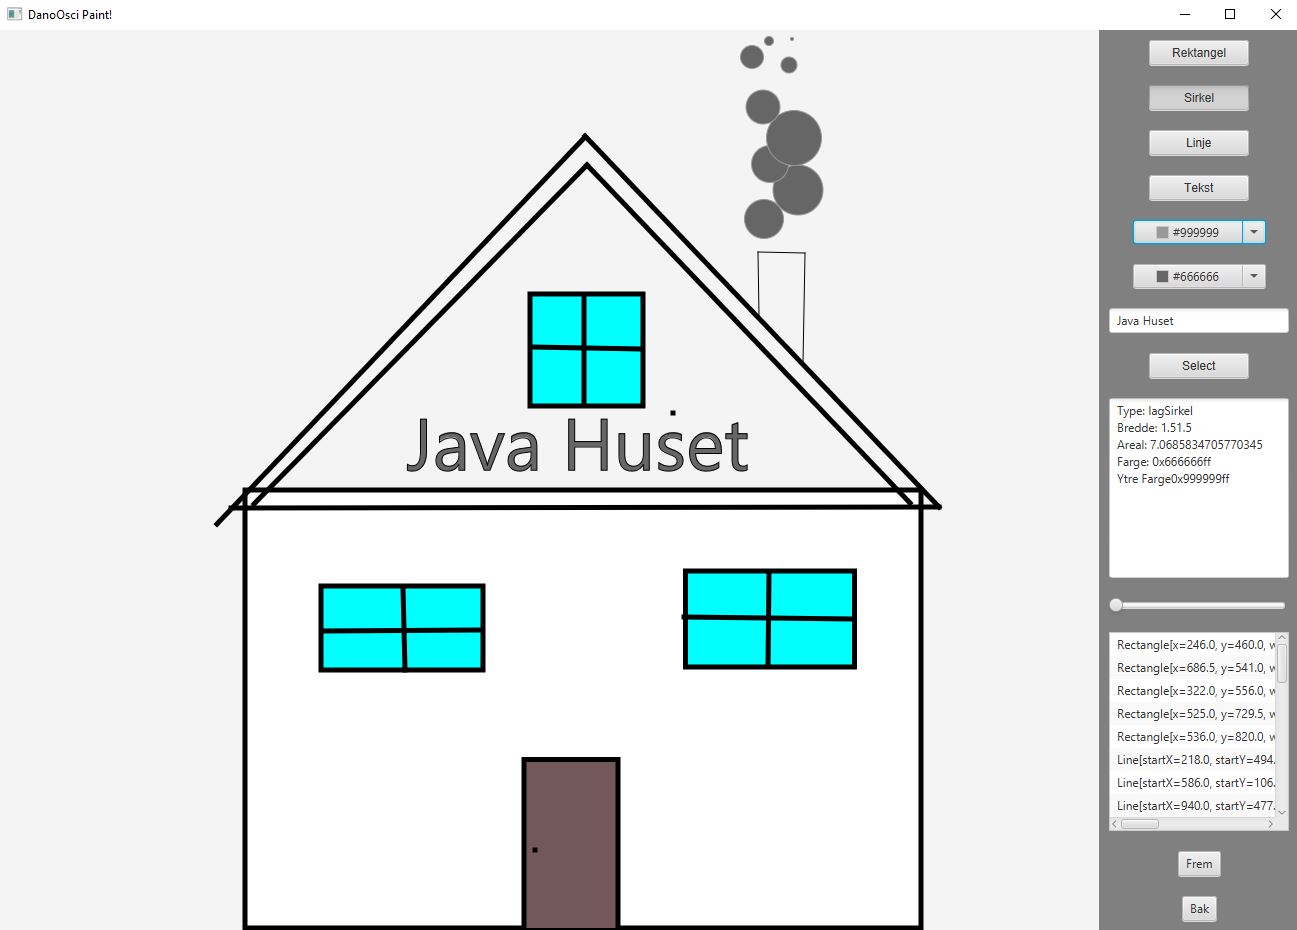 DanoOsci Paint!
Rektangel
Sirkel
Linje
Tekst
#999999
#666666
Java Huset
Select
Type: lagSirkel
Bredde: 1.51.5
Areal: 7.0685834705770345
Farge: 0x666666ff
Ytre Farge0x999999ff
Java Huset
Rectangle[x=246.0, y=460.0, w
Rectangle[x=686.5, y=541.0, w
Rectangle[x=322.0, y=556.0, w
Rectangle[x=525.0, y=729.5, w
Rectangle[x=536.0, y=820.0, w
Line[startX=218.0, startY=494.
Line[startX=586.0, startY=106.
Line[startX=940.0, startY=477.
Frem
Bak